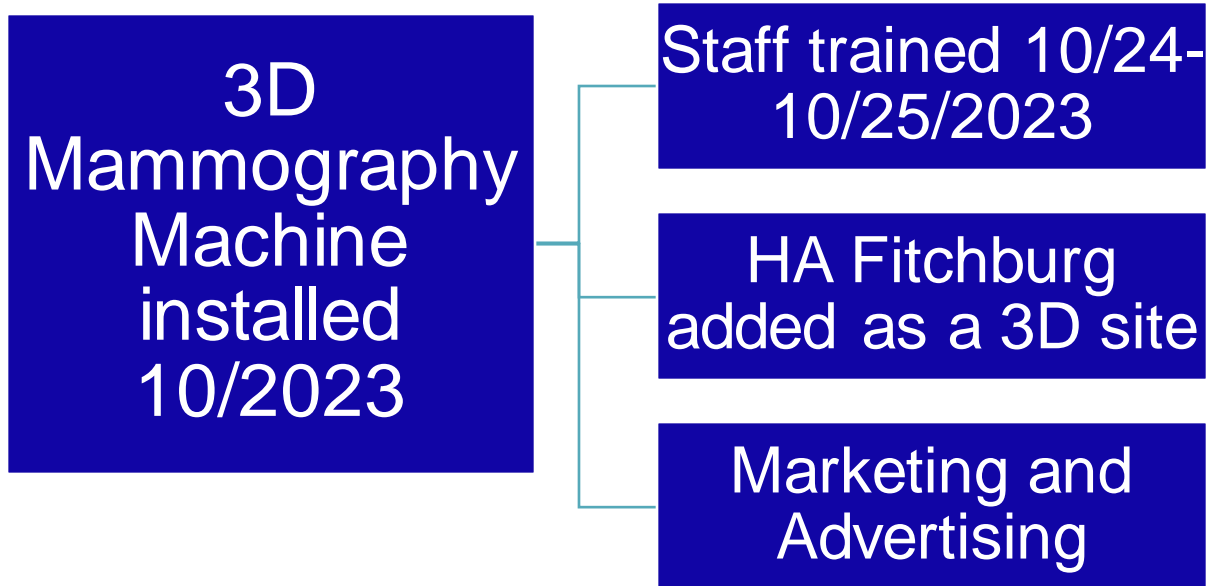 3D
Mammography
Machine
installed
10/2023
Staff trained 10/24-
10/25/2023
HA Fitchburg
added as a 3D site
Marketing and
Advertising